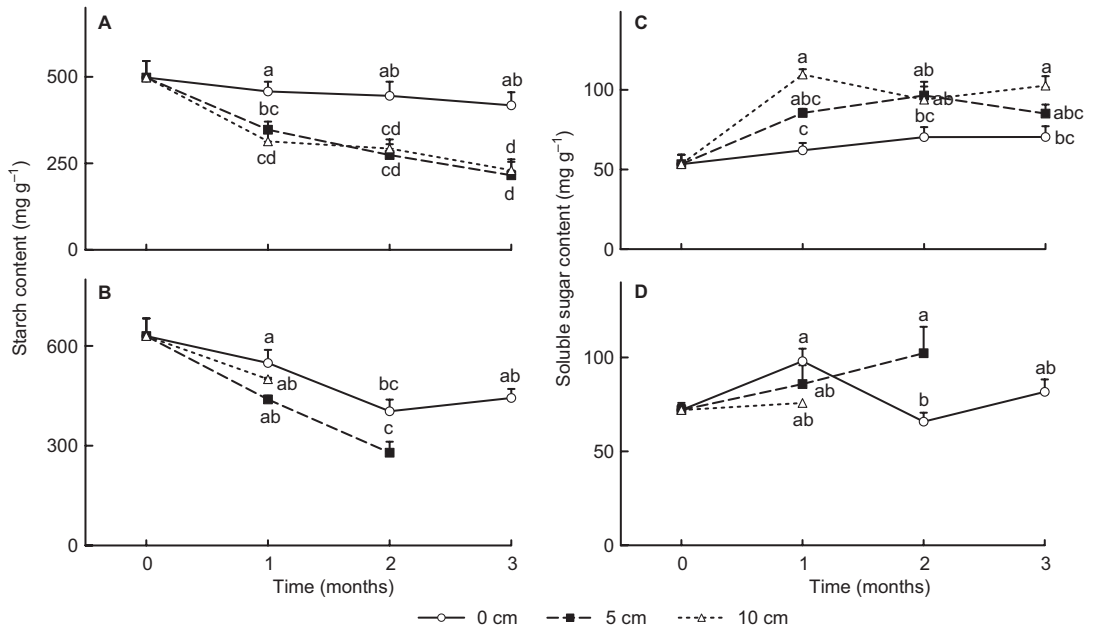 A
Starch content (mg g⁻¹)
500
250
0
a
ab
ab
bc
cd
d
cd
cd
d
C
Soluble sugar content (mg g⁻¹)
100
50
0
a
ab
a
abc
ab
abc
c
bc
bc
B
600
300
0
a
bc
ab
ab
ab
c
0
1
2
3
Time (months)
D
100
50
0
a
a
ab
ab
b
ab
0
1
2
3
Time (months)
0 cm
5 cm
10 cm